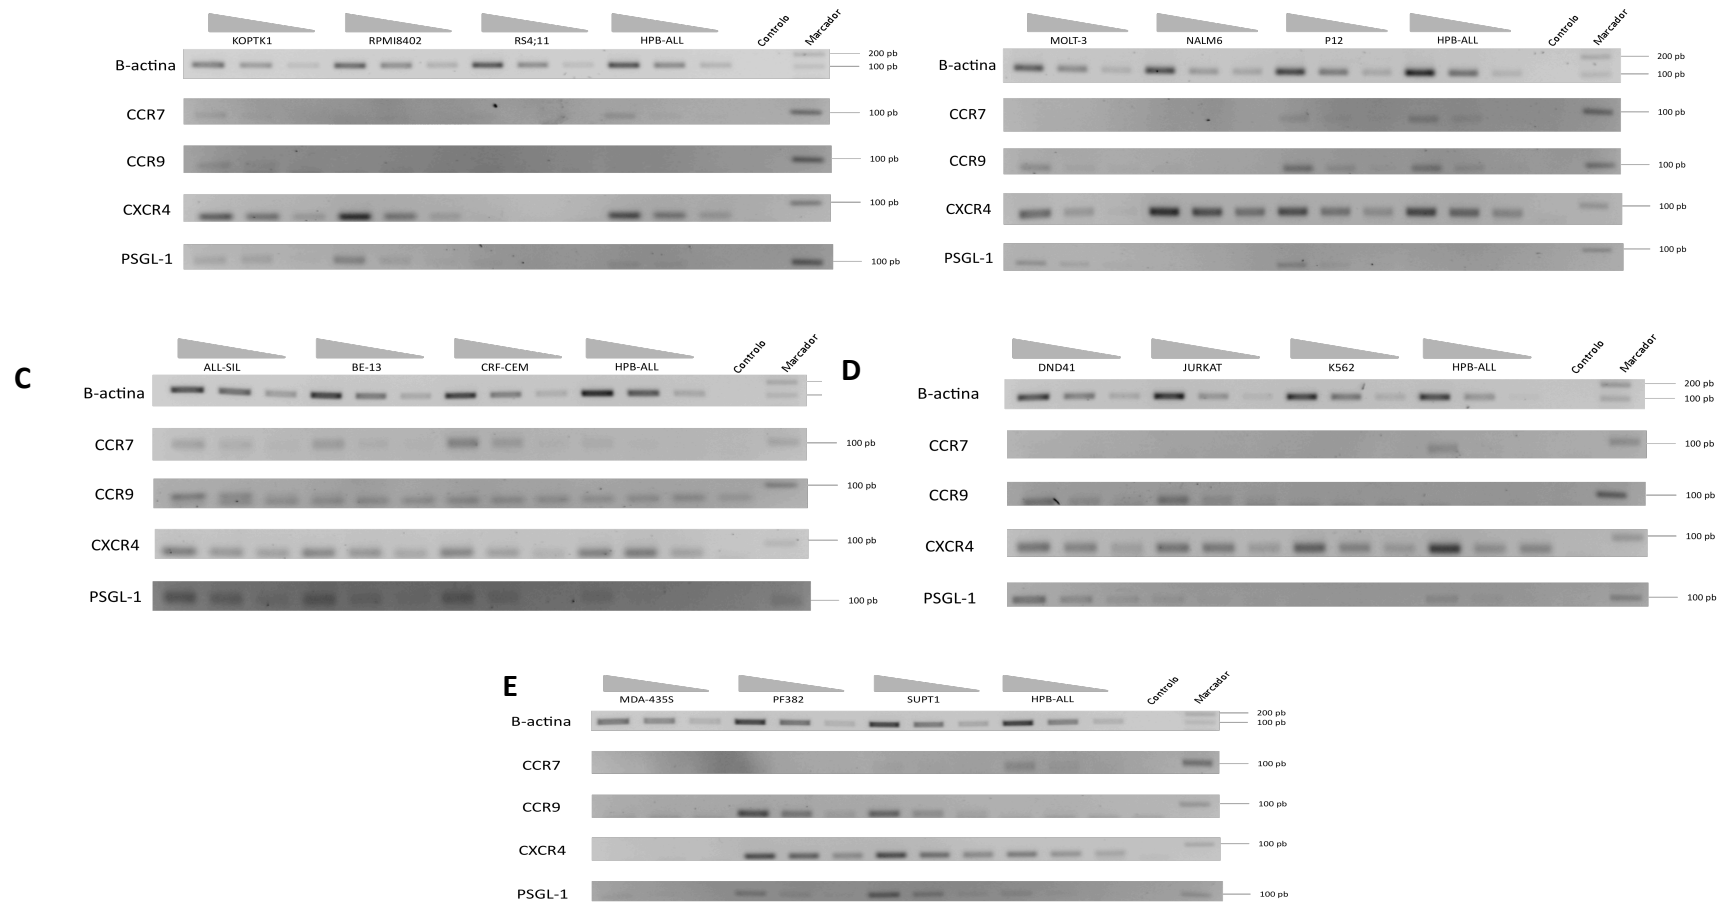 KOPTK1 RPMI8402 RS4;11 HPB-ALL Controlo Marcador
B-actina 200 pb
100 pb
CCR7 100 pb
CCR9 100 pb
CXCR4 100 pb
PSGL-1 100 pb
MOLT-3 NALM6 P12 HPB-ALL Controlo Marcador
B-actina 200 pb
100 pb
CCR7 100 pb
CCR9 100 pb
CXCR4 100 pb
PSGL-1 100 pb
C
ALL-SIL BE-13 CRF-CEM HPB-ALL Controlo Marcador
B-actina
CCR7 100 pb
CCR9 100 pb
CXCR4 100 pb
PSGL-1 100 pb
D
DND41 JURKAT K562 HPB-ALL Controlo Marcador
B-actina 200 pb
100 pb
CCR7 100 pb
CCR9 100 pb
CXCR4 100 pb
PSGL-1 100 pb
E
MDA-435S PF382 SUPT1 HPB-ALL Controlo Marcador
B-actina 200 pb
100 pb
CCR7 100 pb
CCR9 100 pb
CXCR4 100 pb
PSGL-1 100 pb